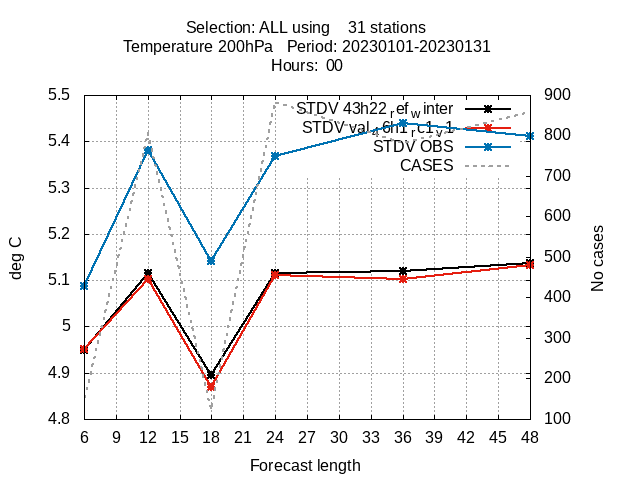 Selection: ALL using    31 stations
Temperature 200hPa   Period: 20230101-20230131
Hours:  00
5.5
5.4
5.3
5.2
5.1
5
4.9
4.8
900
800
700
600
500
400
300
200
100
STDV 43h22_ref_winter
STDV val_46h1_rc1_v1
STDV OBS
CASES
deg C
No cases
6 9 12 15 18 21 24 27 30 33 36 39 42 45 48
Forecast length